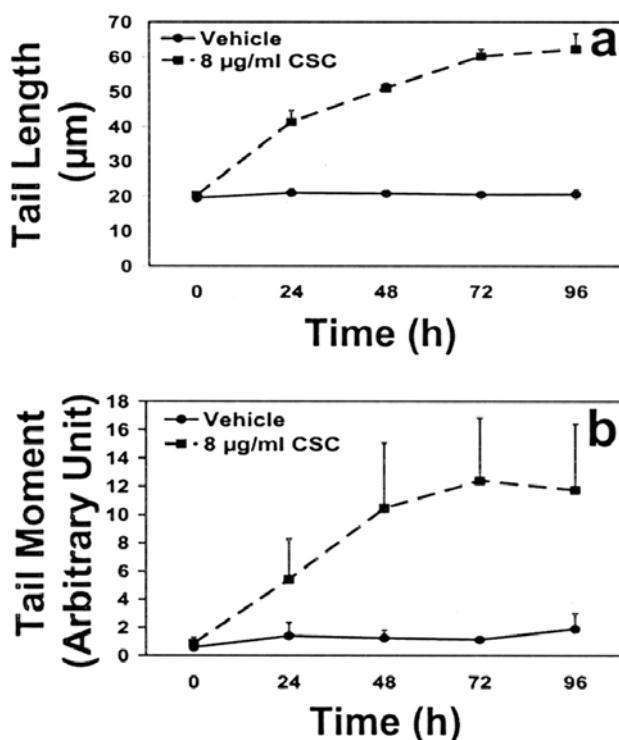 a
70
60
50
40
30
20
10
0
Vehicle
8 µg/ml CSC
Tail Length
(µm)
0 24 48 72 96
Time (h)
b
18
16
14
12
10
8
6
4
2
0
Vehicle
8 µg/ml CSC
Tail Moment
(Arbitrary Unit)
0 24 48 72 96
Time (h)